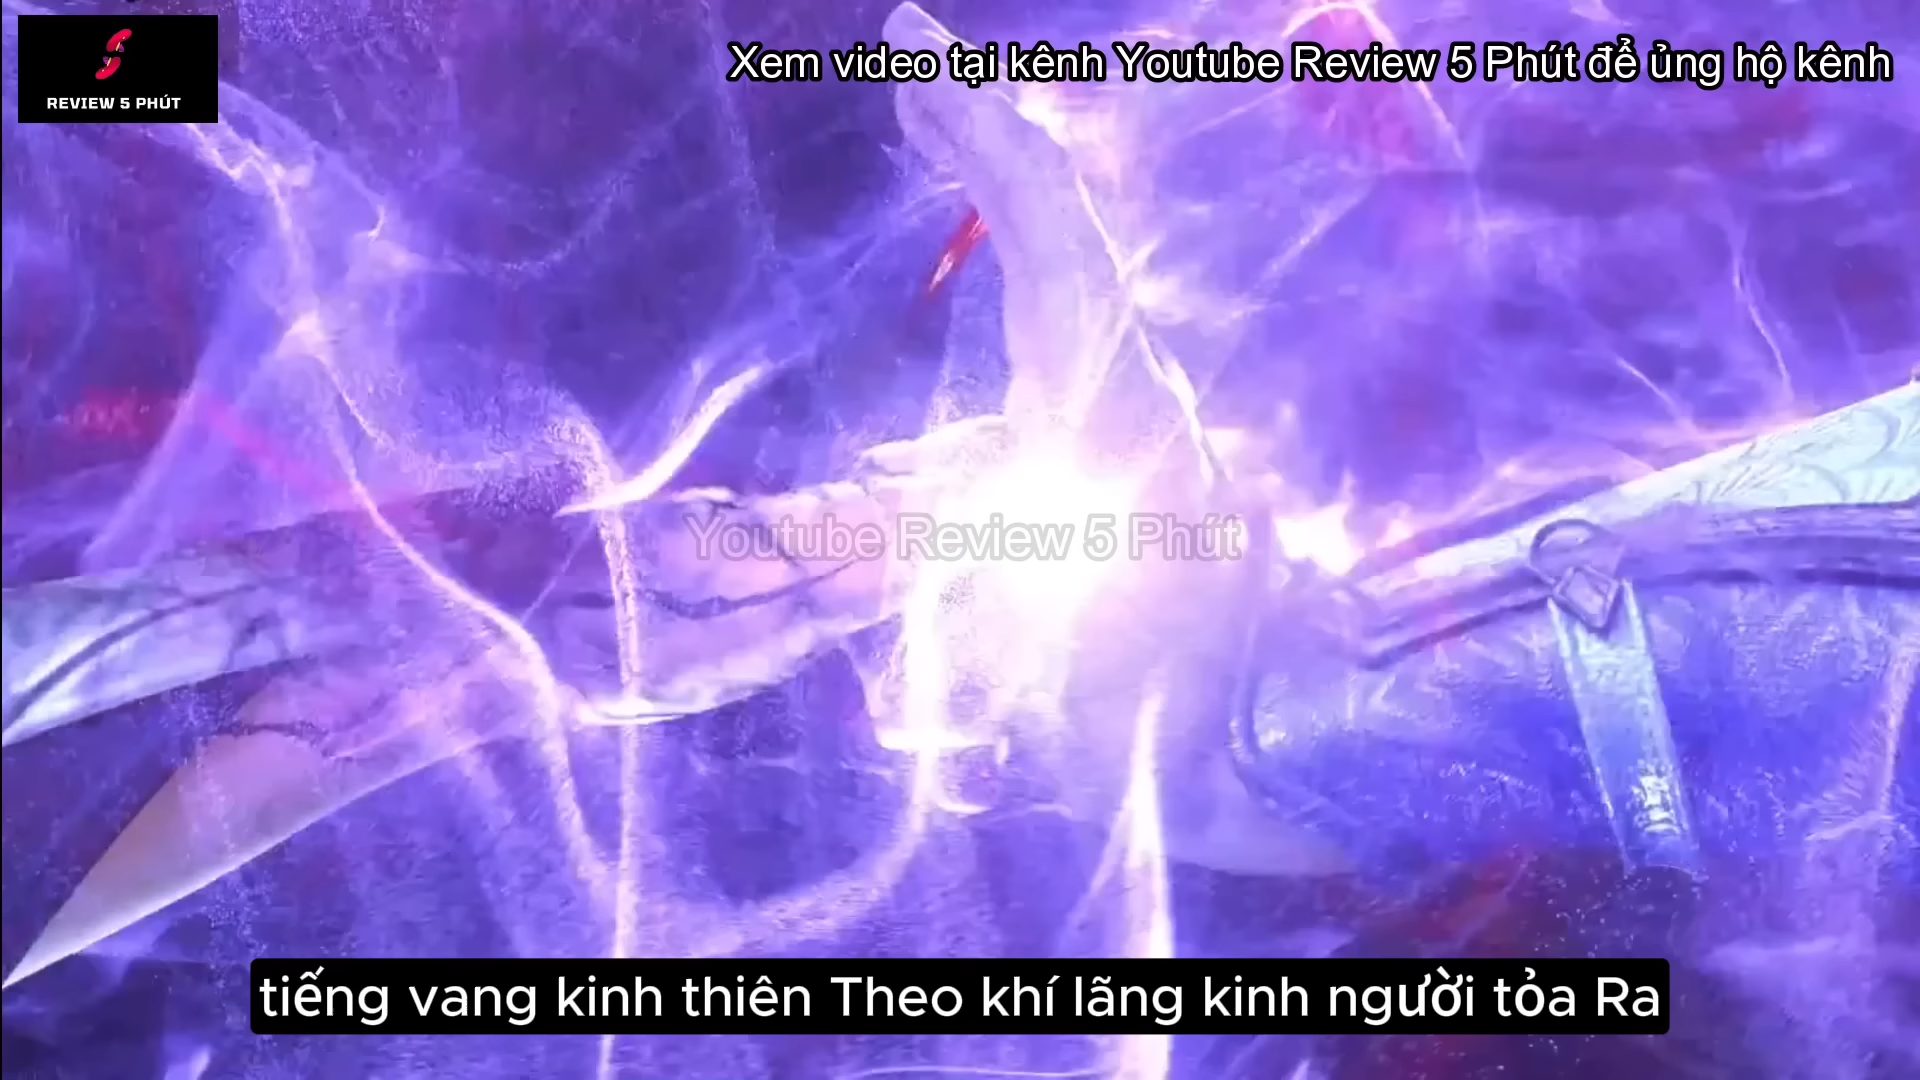 REVIEW 5 PHÚT
Xem video tại kênh Youtube Review 5 Phút để ủng hộ kênh
Youtube Review 5 Phút
tiếng vang kinh thiên Theo khí lãng kinh người tỏa Ra